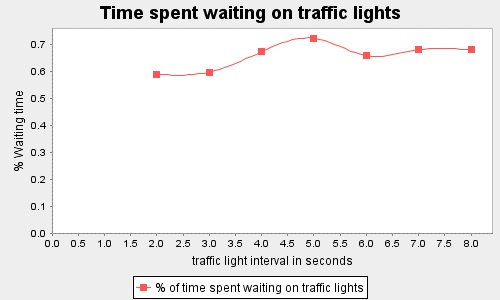 Time spent waiting on traffic lights
% Waiting time
0.7
0.6
0.5
0.4
0.3
0.2
0.1
0.0
0.0 0.5 1.0 1.5 2.0 2.5 3.0 3.5 4.0 4.5 5.0 5.5 6.0 6.5 7.0 7.5 8.0
traffic light interval in seconds
% of time spent waiting on traffic lights